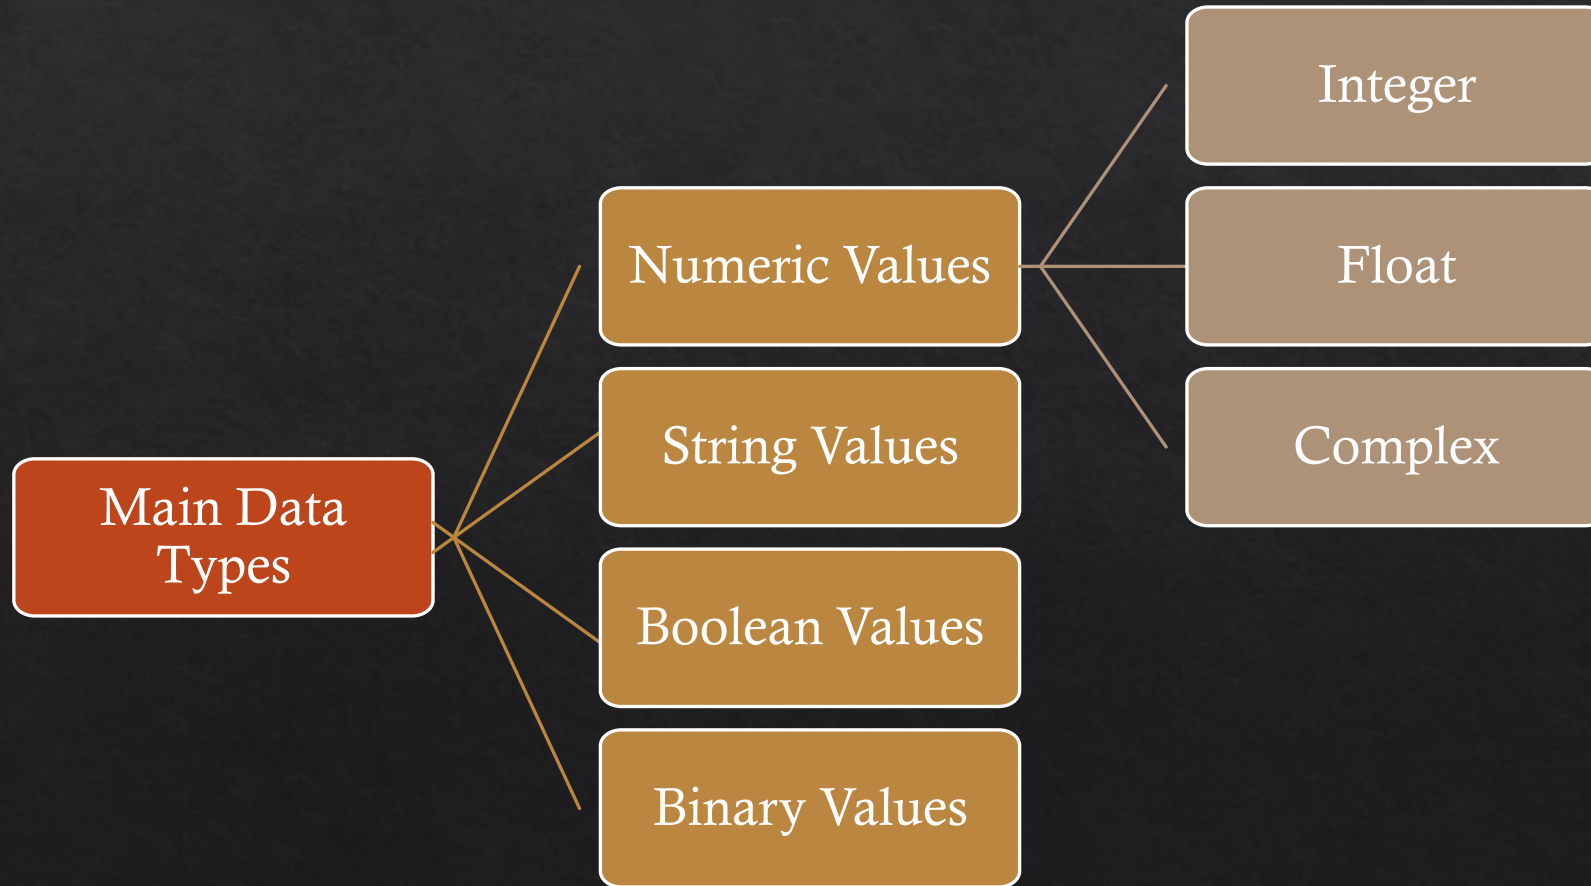 Main Data
Types
Numeric Values
String Values
Boolean Values
Binary Values
Integer
Float
Complex